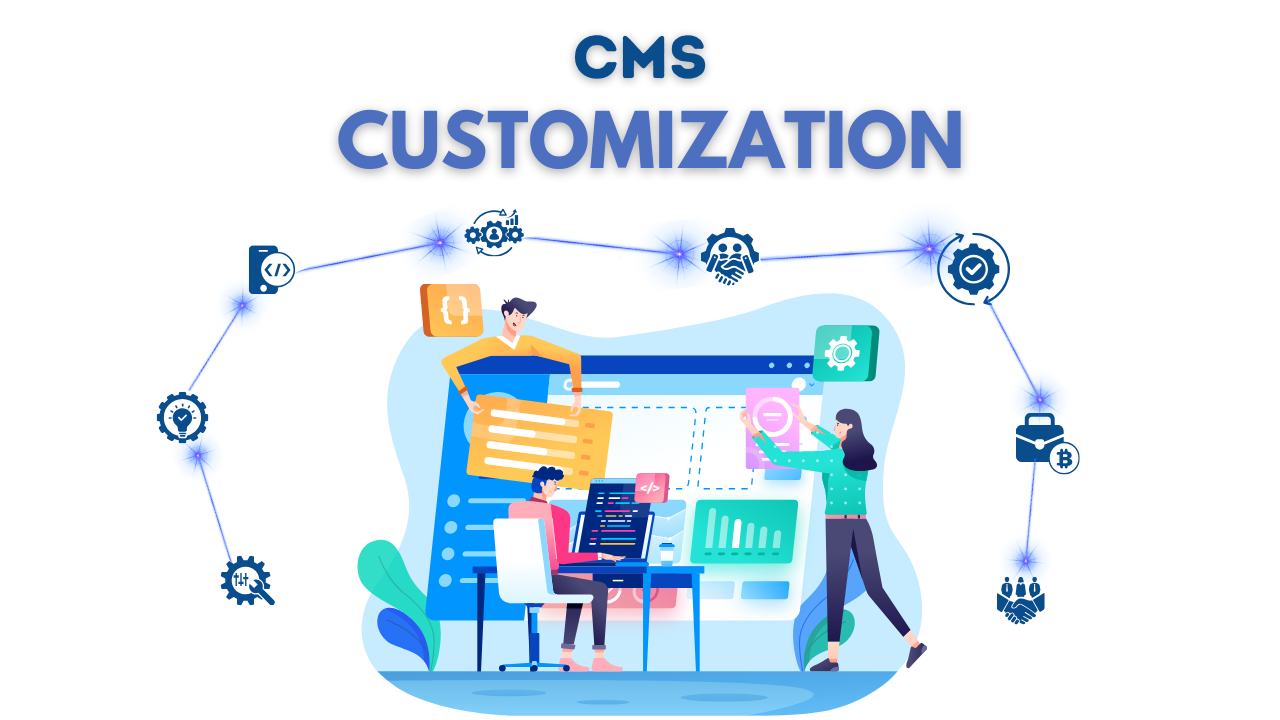 CMS
CUSTOMIZATION
</>
{ }
</>